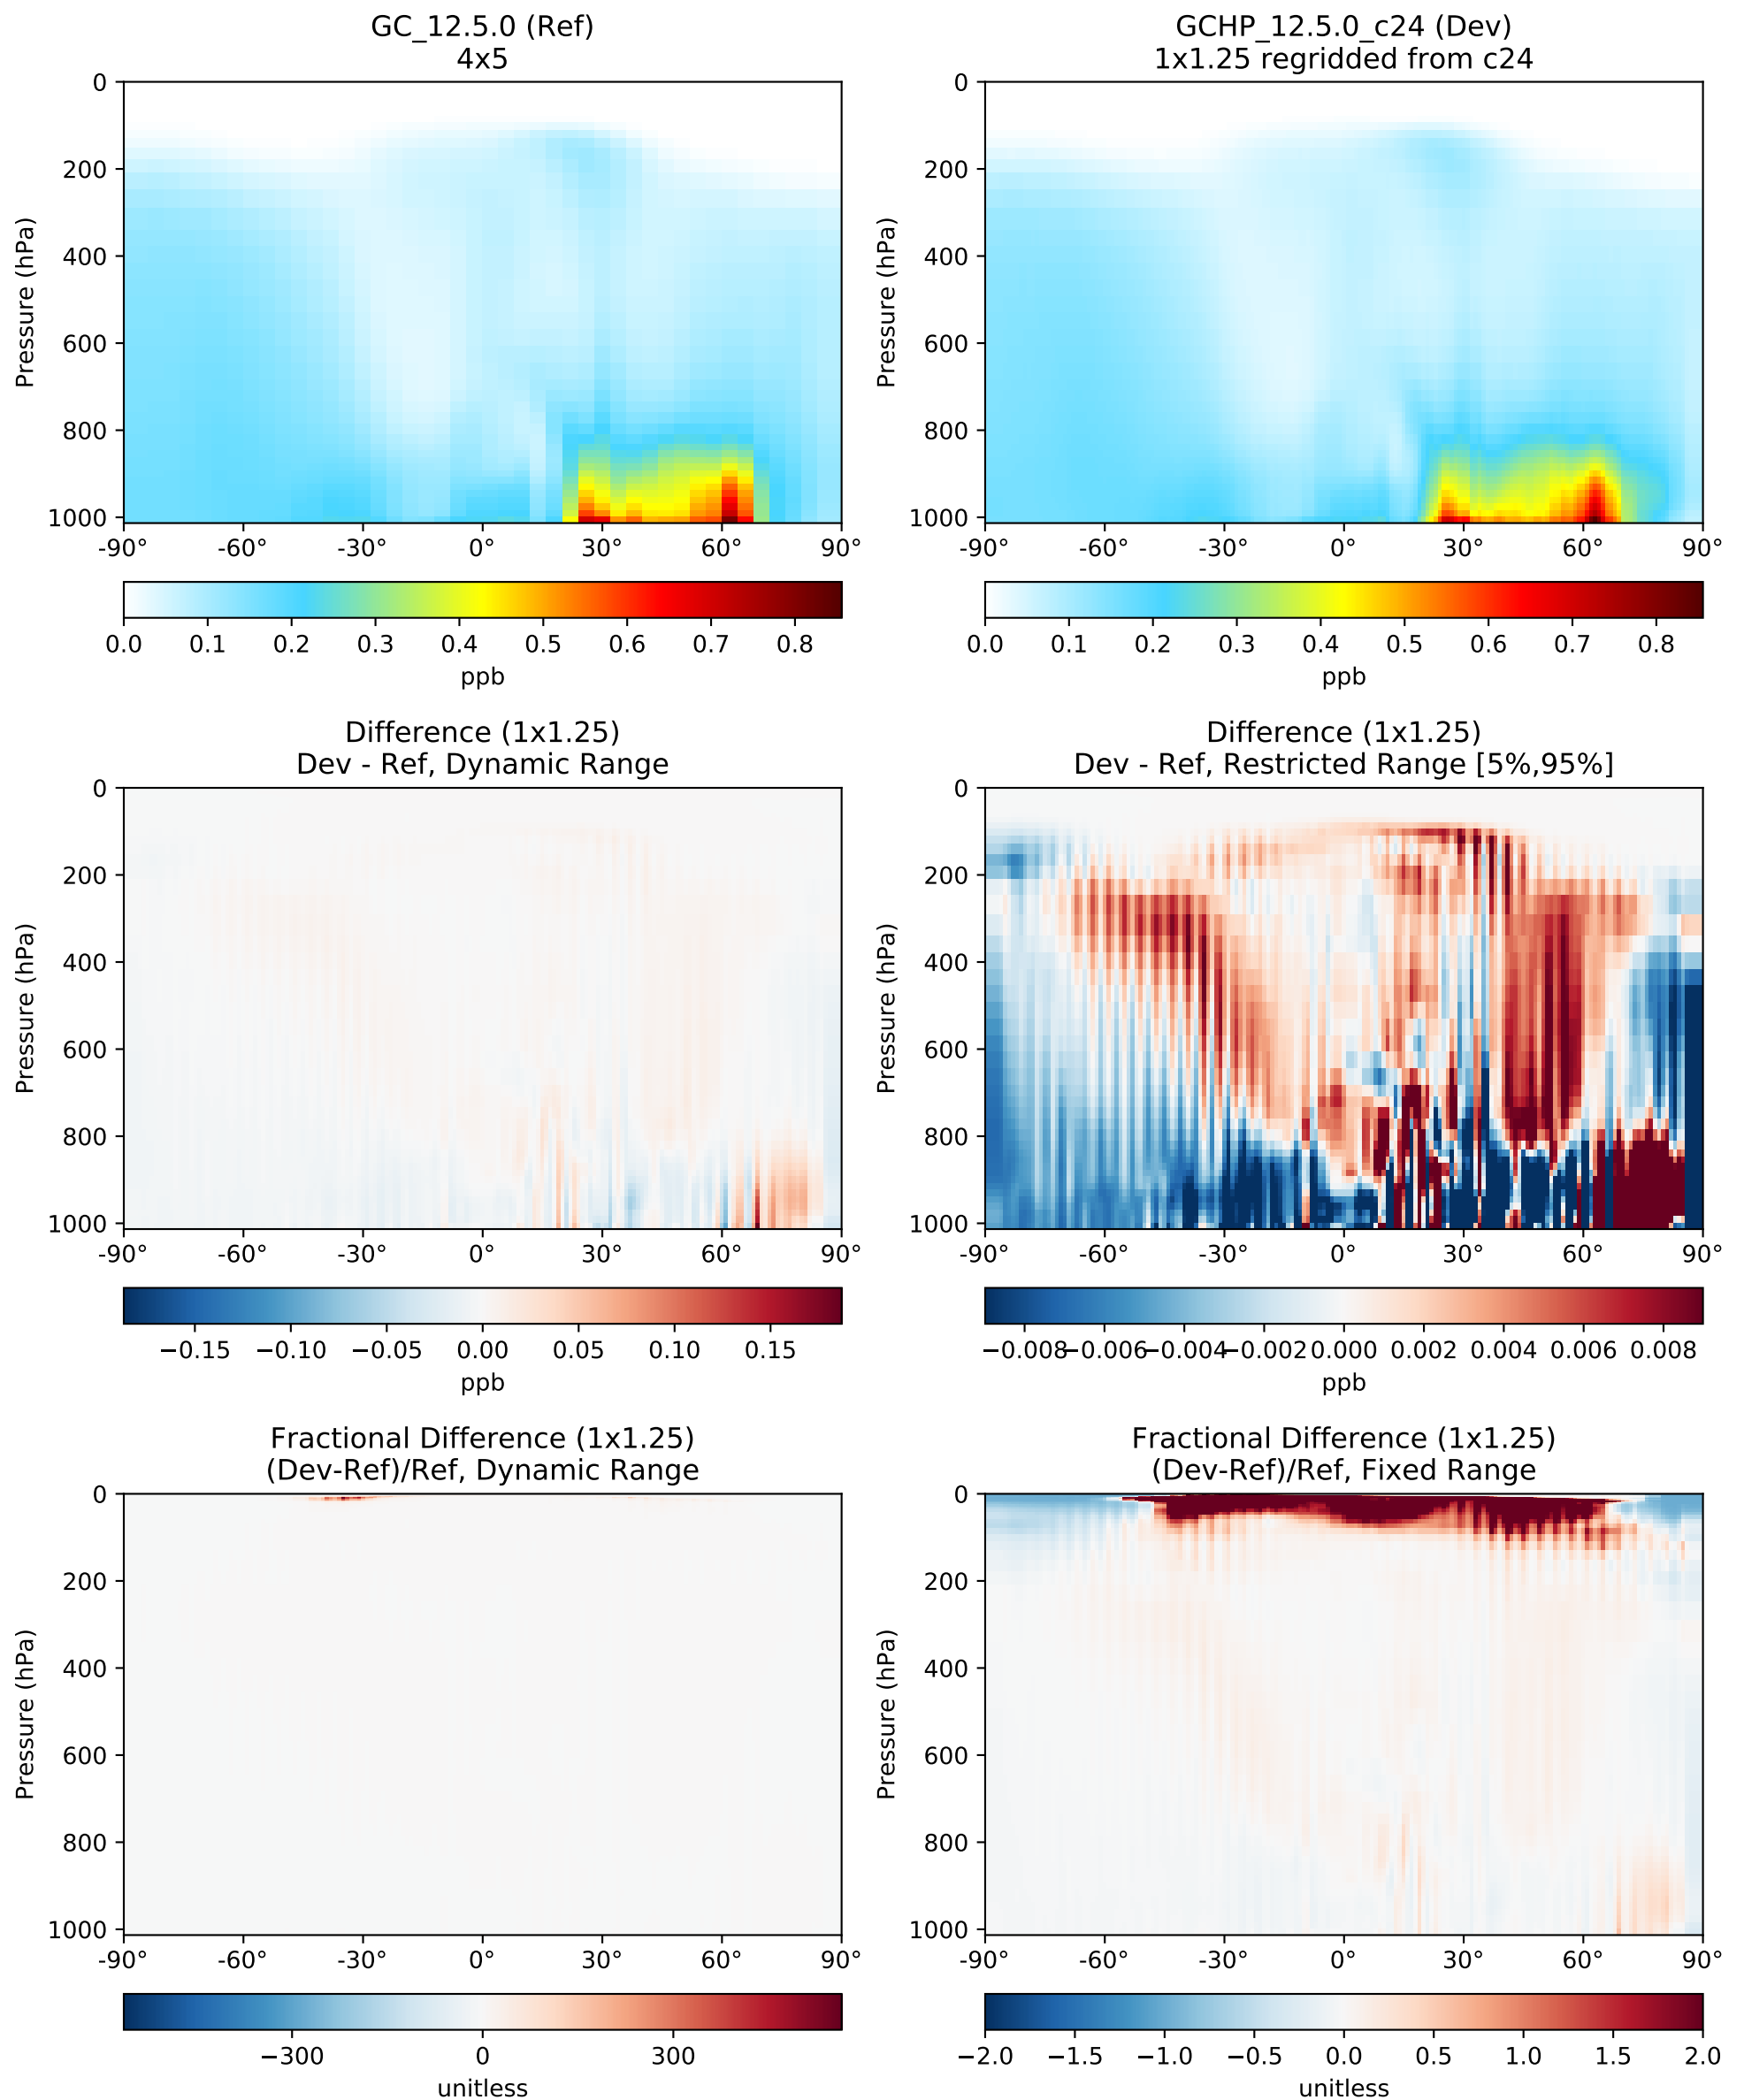 GC_12.5.0 (Ref)
4x5
GCHP_12.5.0_c24 (Dev)
1x1.25 regridded from c24
Pressure (hPa)
0
200
400
600
800
1000
-90° -60° -30° 0° 30° 60° 90°
0.0 0.1 0.2 0.3 0.4 0.5 0.6 0.7 0.8
ppb
Pressure (hPa)
0
200
400
600
800
1000
-90° -60° -30° 0° 30° 60° 90°
0.0 0.1 0.2 0.3 0.4 0.5 0.6 0.7 0.8
ppb
Difference (1x1.25)
Dev - Ref, Dynamic Range
Pressure (hPa)
0
200
400
600
800
1000
-90° -60° -30° 0° 30° 60° 90°
−0.15 −0.10 −0.05 0.00 0.05 0.10 0.15
ppb
Difference (1x1.25)
Dev - Ref, Restricted Range [5%,95%]
Pressure (hPa)
0
200
400
600
800
1000
-90° -60° -30° 0° 30° 60° 90°
−0.008 −0.006 −0.004 −0.002 0.000 0.002 0.004 0.006 0.008
ppb
Fractional Difference (1x1.25)
(Dev-Ref)/Ref, Dynamic Range
Pressure (hPa)
0
200
400
600
800
1000
-90° -60° -30° 0° 30° 60° 90°
−300 0 300
unitless
Fractional Difference (1x1.25)
(Dev-Ref)/Ref, Fixed Range
Pressure (hPa)
0
200
400
600
800
1000
-90° -60° -30° 0° 30° 60° 90°
−2.0 −1.5 −1.0 −0.5 0.0 0.5 1.0 1.5 2.0
unitless